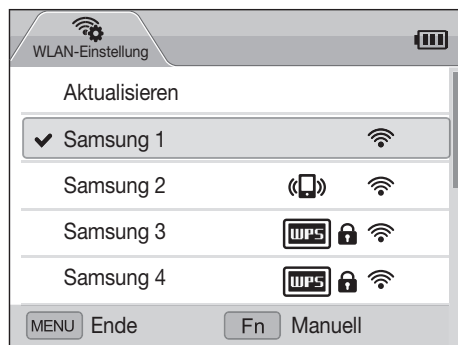 WLAN-Einstellung
Aktualisieren
Samsung 1
Samsung 2
Samsung 3 WPS
Samsung 4 WPS
MENU Ende Fn Manuell